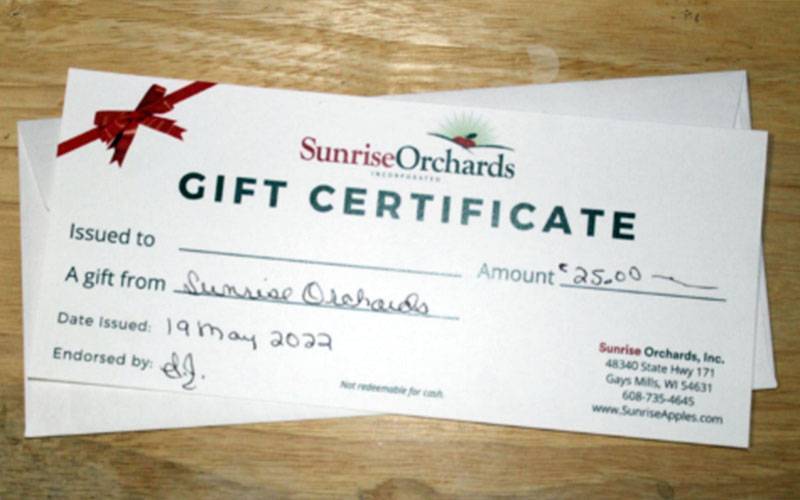 SunriseOrchards
INCORPORATED
GIFT CERTIFICATE
Issued to
Amount 25.00
A gift from Sunrise Orchards
Date Issued: 19 May 2022
Endorsed by:
Not redeemable for cash.
Sunrise Orchards, Inc.
48340 State Hwy 171
Gays Mills, WI 54631
608-735-4645
www.SunriseApples.com